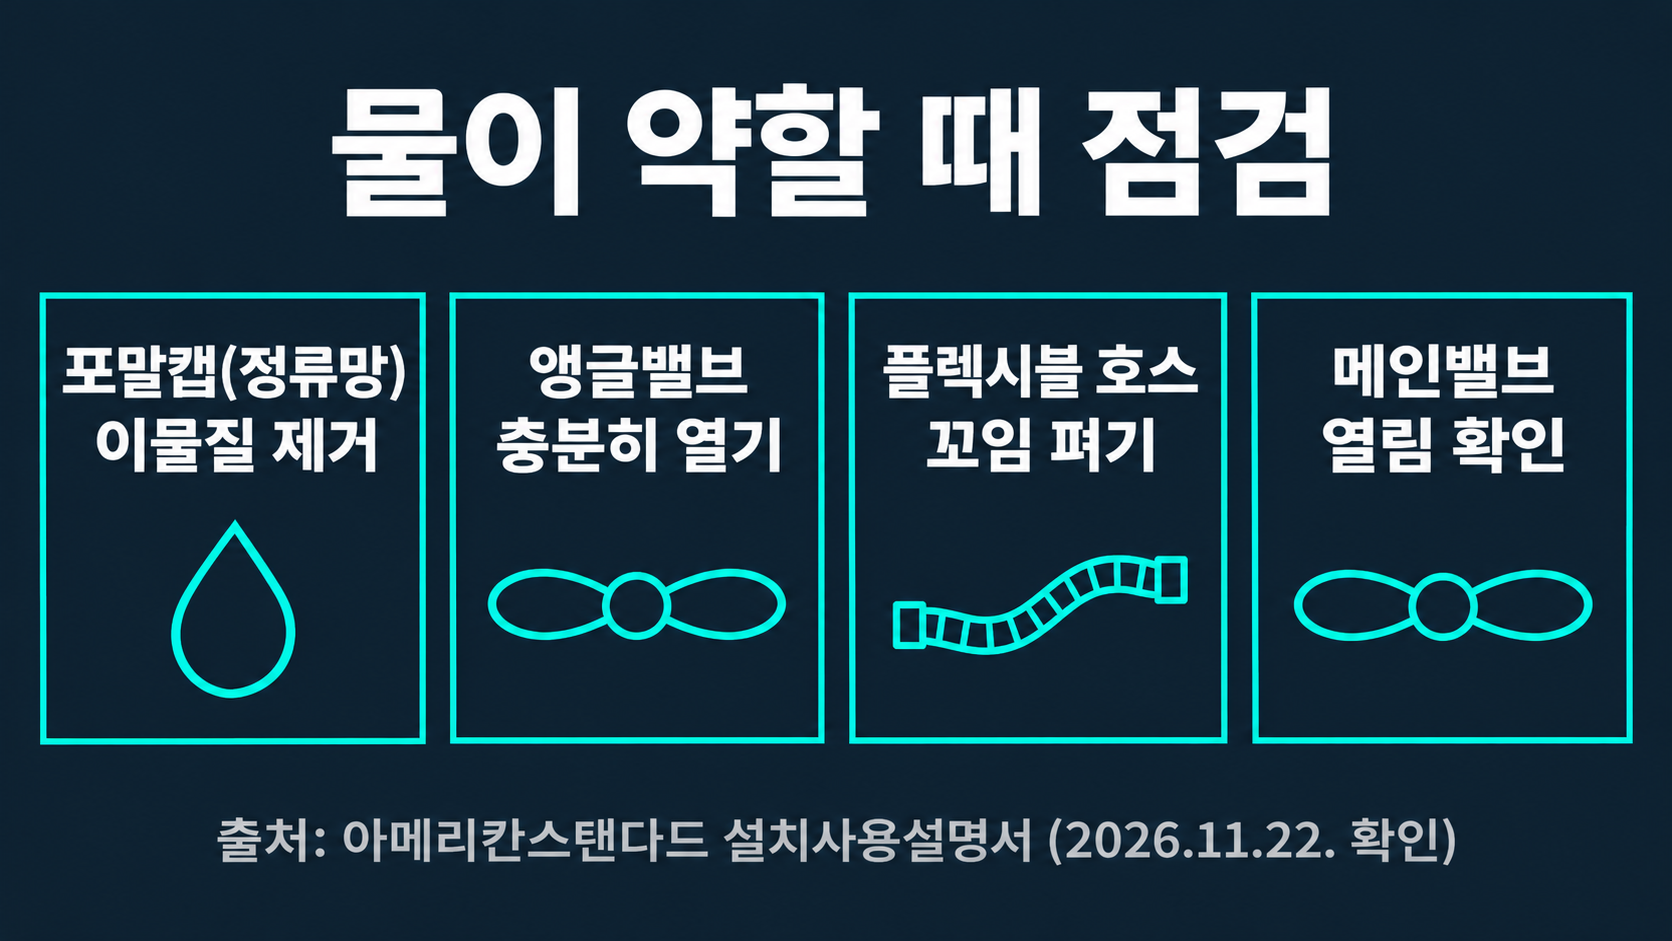 물이 약할 때 점검
포말캡(정류망)
이물질 제거
앵글밸브
충분히 열기
플렉시블 호스
꼬임 펴기
메인밸브
열림 확인
출처: 아메리칸스탠다드 설치사용설명서 (2026.11.22. 확인)